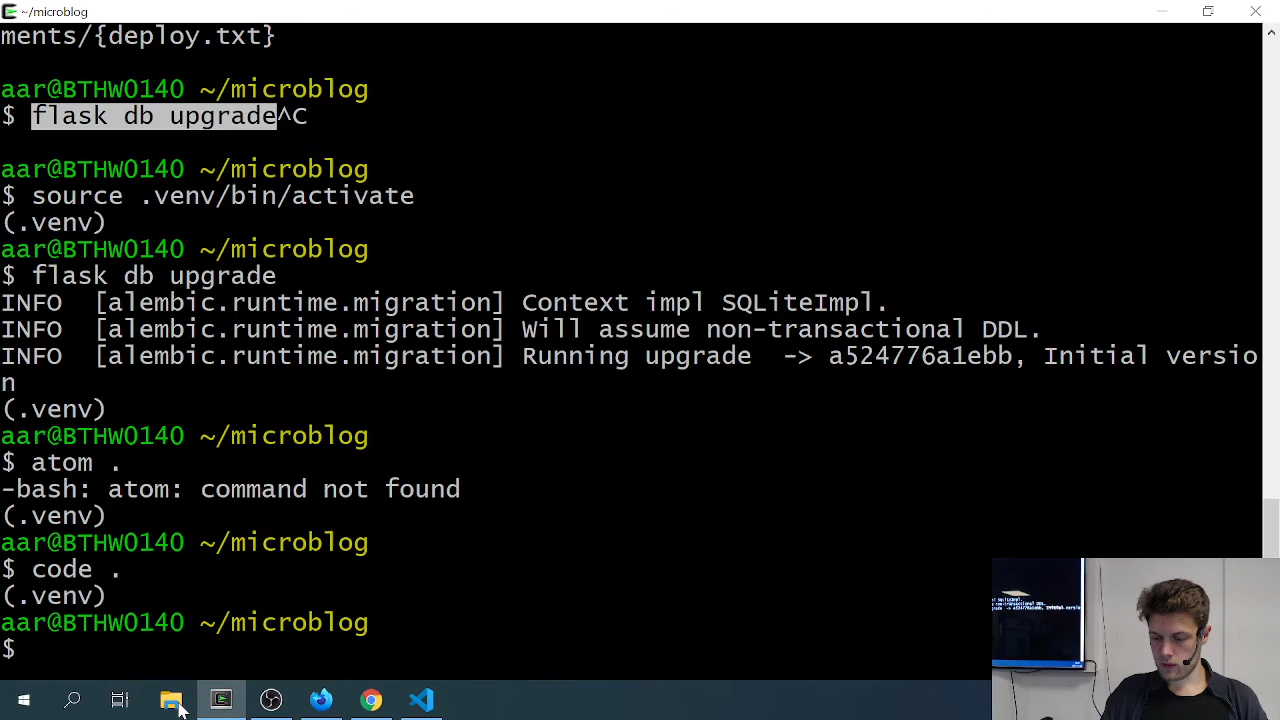 ~/microblog
ments/{deploy.txt}
aar@BTHW0140 ~/microblog
$ flask db upgrade^C
aar@BTHW0140 ~/microblog
$ source .venv/bin/activate
(.venv)
aar@BTHW0140 ~/microblog
$ flask db upgrade
INFO  [alembic.runtime.migration] Context impl SQLiteImpl.
INFO  [alembic.runtime.migration] Will assume non-transactional DDL.
INFO  [alembic.runtime.migration] Running upgrade  -> a524776a1ebb, Initial versio
n
(.venv)
aar@BTHW0140 ~/microblog
$ atom .
-bash: atom: command not found
(.venv)
aar@BTHW0140 ~/microblog
$ code .
(.venv)
aar@BTHW0140 ~/microblog
$